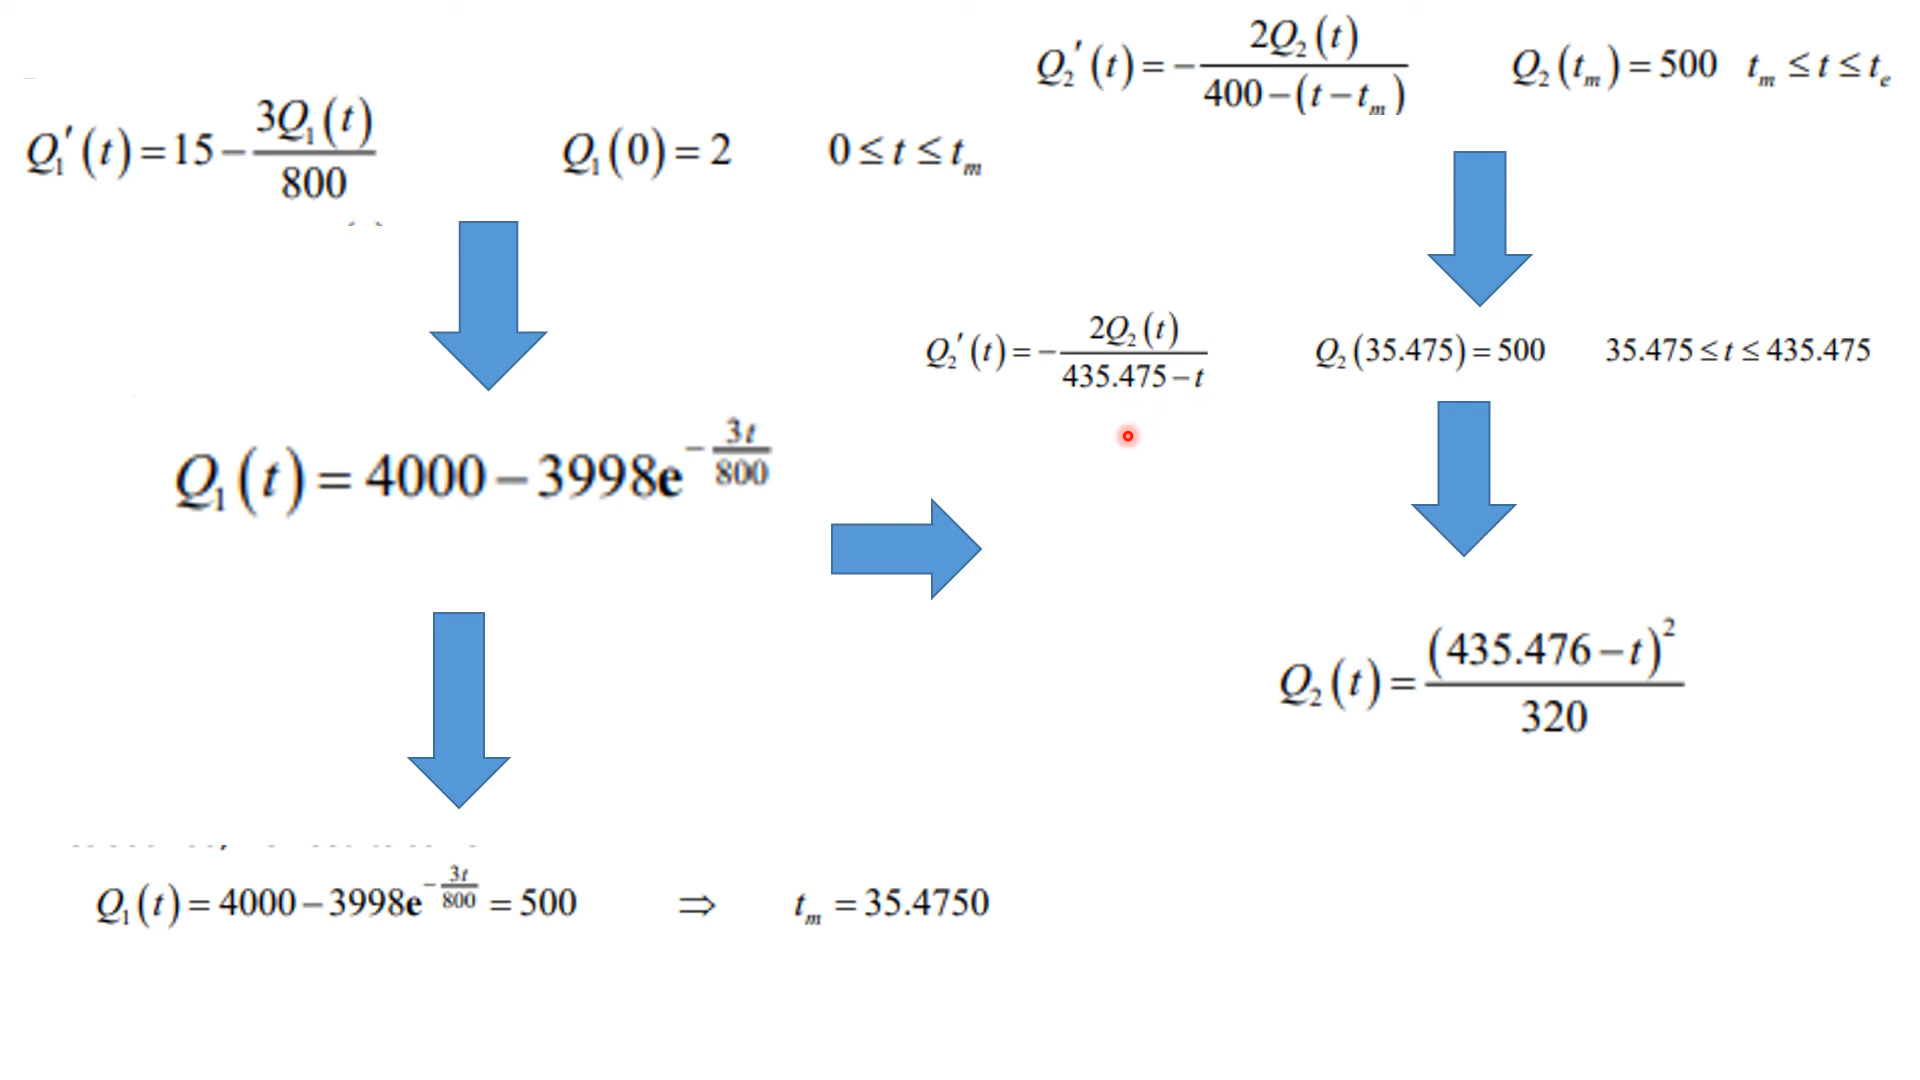 Q₁′(t) = 15 − 3Q₁(t)/800    Q₁(0) = 2    0 ≤ t ≤ tₘ
Q₁(t) = 4000 − 3998e^(−3t/800)
Q₁(t) = 4000 − 3998e^(−3t/800) = 500    ⇒    tₘ = 35.4750
Q₂′(t) = − 2Q₂(t)/(400 − (t − tₘ))    Q₂(tₘ) = 500    tₘ ≤ t ≤ tₑ
Q₂′(t) = − 2Q₂(t)/(435.475 − t)    Q₂(35.475) = 500    35.475 ≤ t ≤ 435.475
Q₂(t) = (435.476 − t)²/320